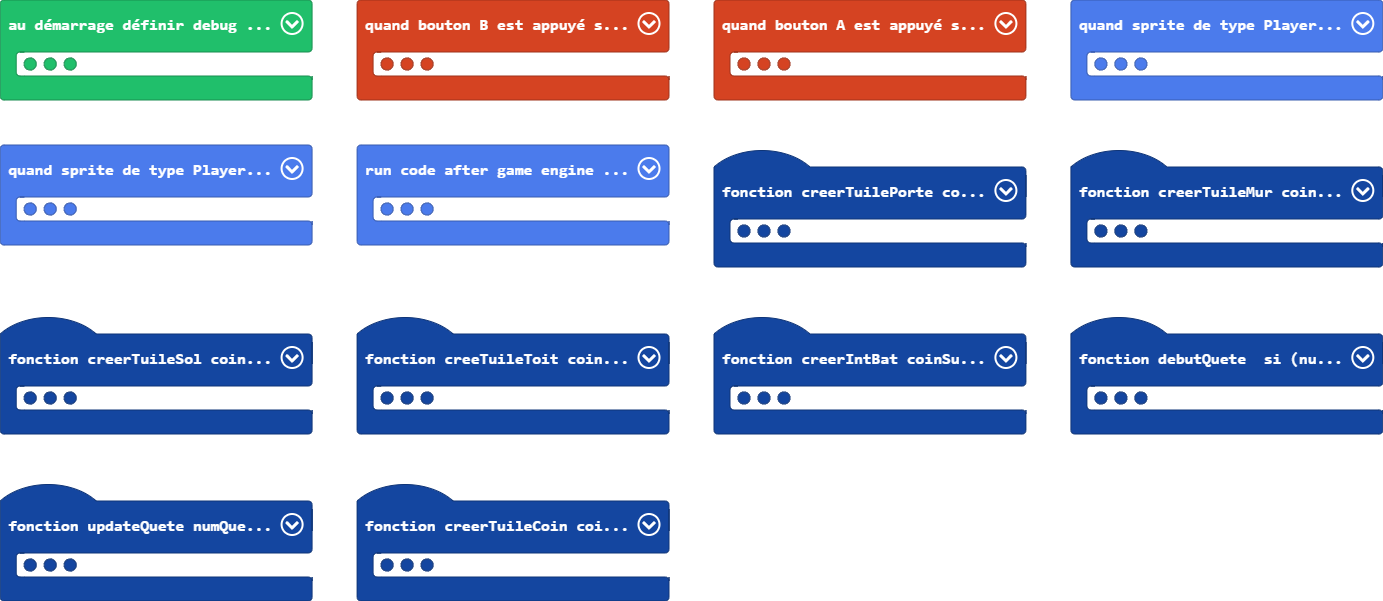 au démarrage définir debug ...
quand bouton B est appuyé s...
quand bouton A est appuyé s...
quand sprite de type Player...
quand sprite de type Player...
run code after game engine ...
fonction creerTuilePorte co...
fonction creerTuileMur coin...
fonction creerTuileSol coin...
fonction creeTuileToit coin...
fonction creerIntBat coinSu...
fonction debutQuete  si (nu...
fonction updateQuete numQue...
fonction creerTuileCoin coi...